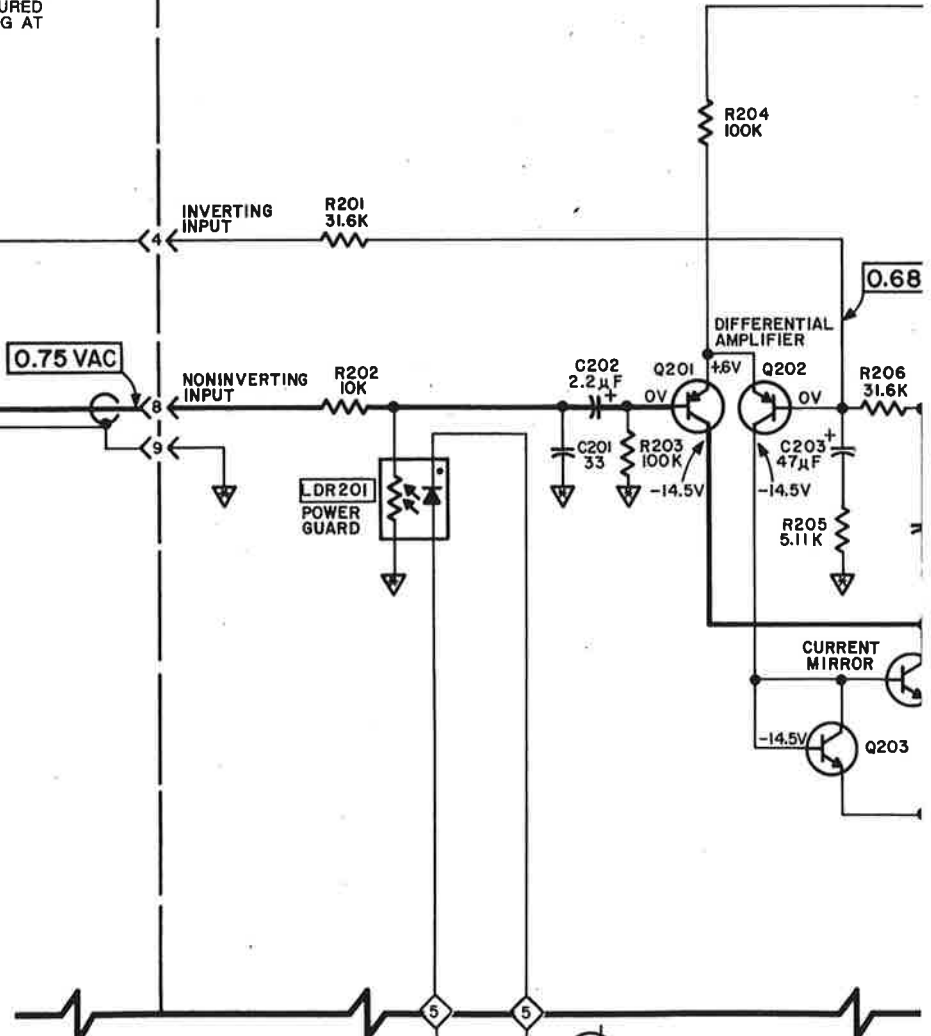 URED
G AT
R204
100K
INVERTING
INPUT
R201
31.6K
4
0.68
DIFFERENTIAL
AMPLIFIER
0.75 VAC
NONINVERTING
INPUT
R202
10K
C202
2.2µF
+
Q201
+.6V
Q202
R206
31.6K
8
0V
0V
9
C201
33
R203
100K
C203
47µF
+
-14.5V
-14.5V
LDR201
POWER
GUARD
R205
5.11K
CURRENT
MIRROR
-14.5V
Q203
5
5